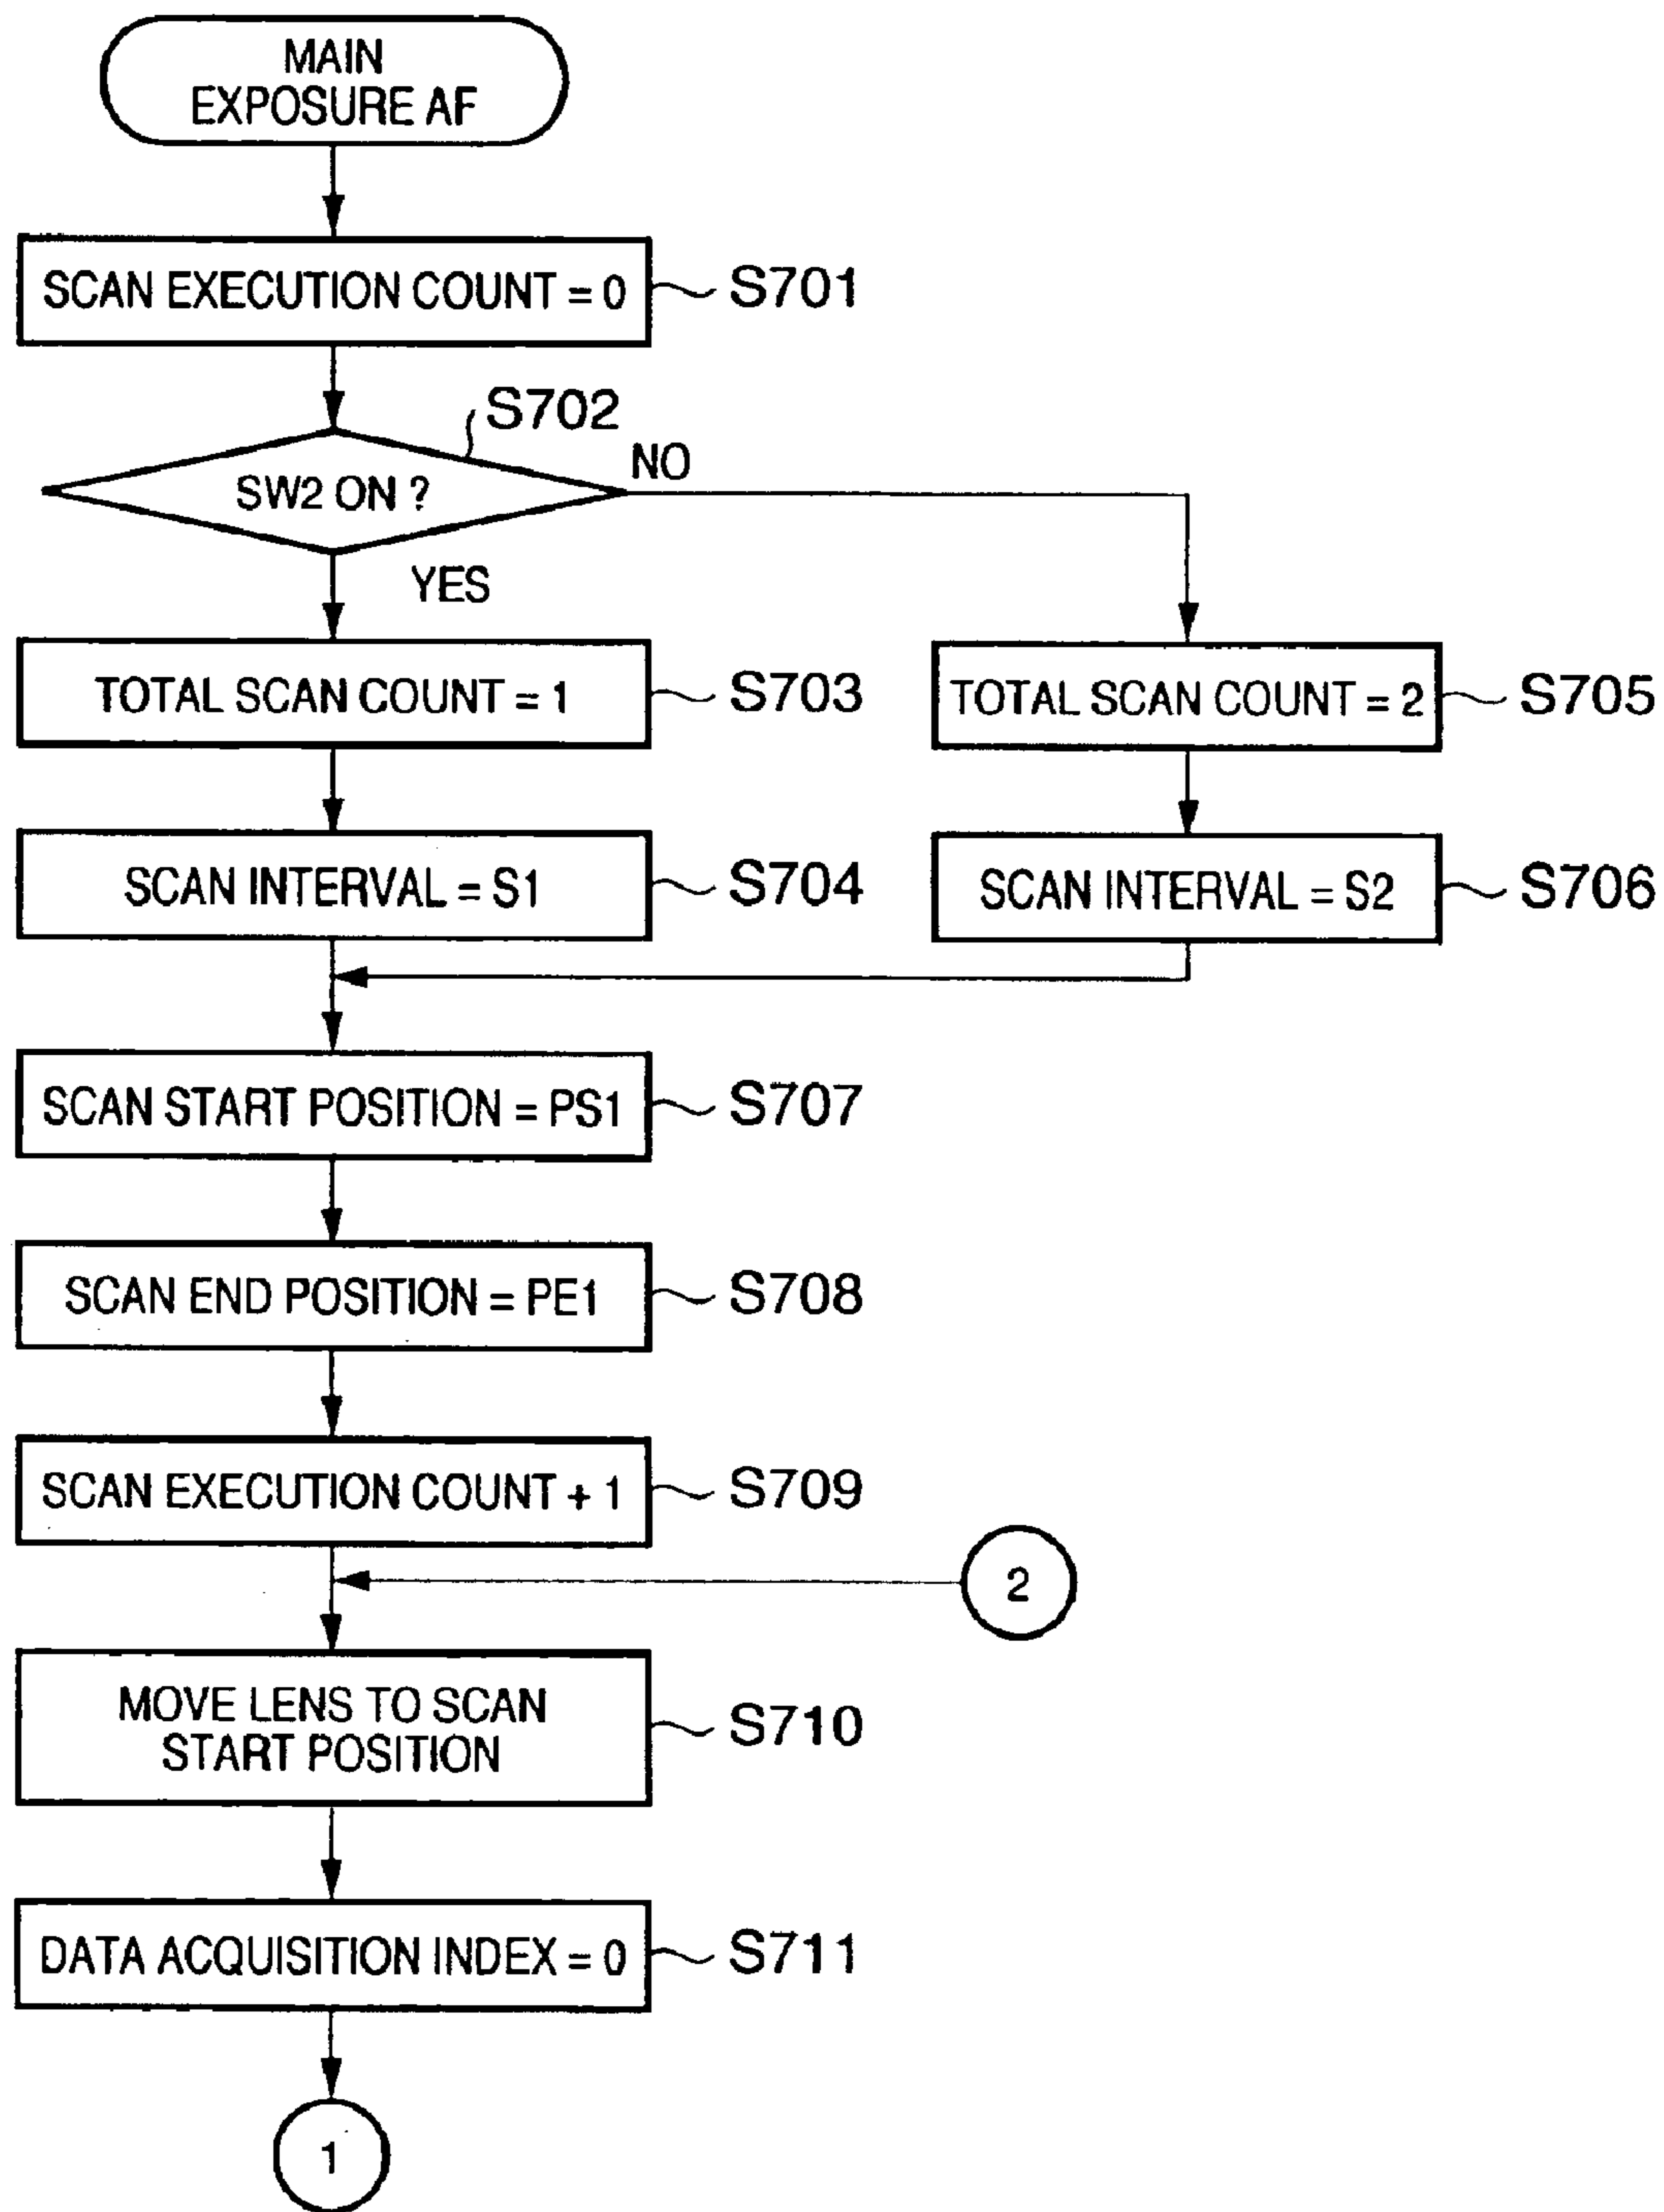 MAIN
EXPOSURE AF
SCAN EXECUTION COUNT = 0
S701
S702
SW2 ON ?
NO
YES
TOTAL SCAN COUNT = 1
S703
TOTAL SCAN COUNT = 2
S705
SCAN INTERVAL = S1
S704
SCAN INTERVAL = S2
S706
SCAN START POSITION = PS1
S707
SCAN END POSITION = PE1
S708
SCAN EXECUTION COUNT + 1
S709
2
MOVE LENS TO SCAN
START POSITION
S710
DATA ACQUISITION INDEX = 0
S711
1